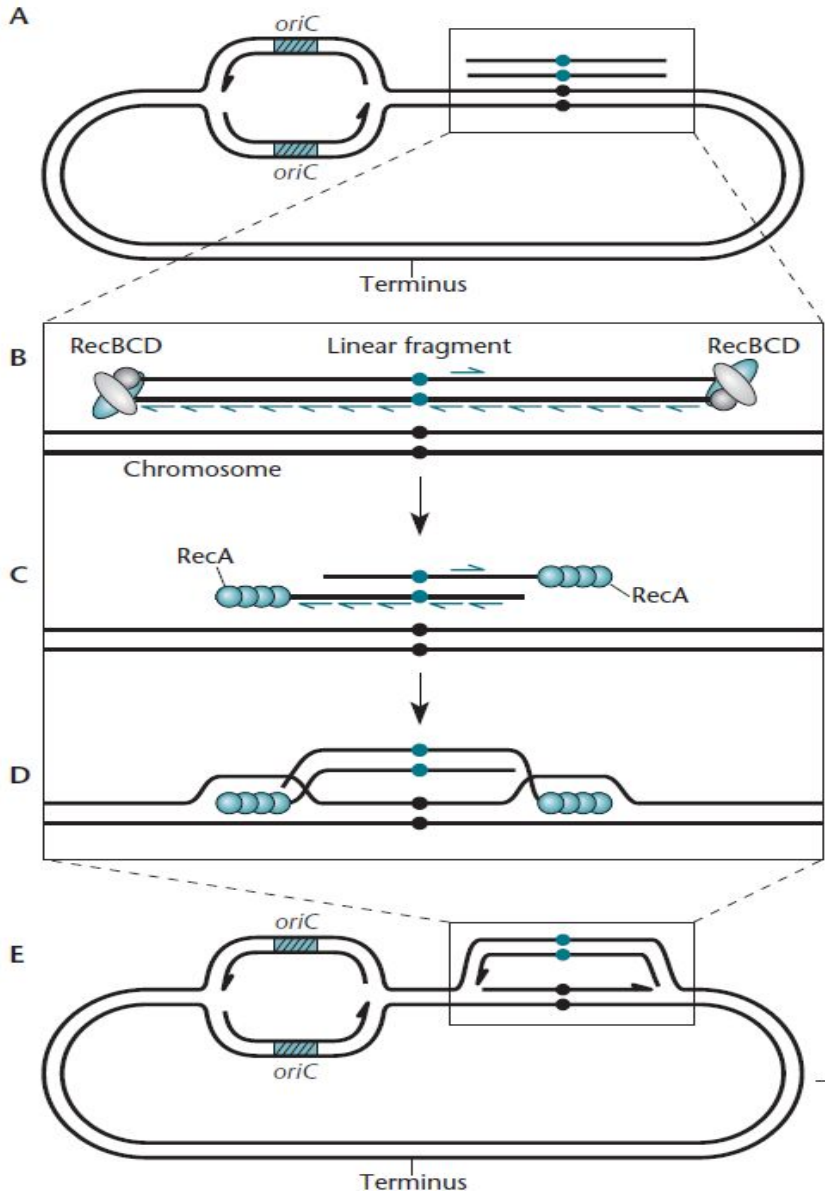 A
oriC
oriC
Terminus
B
RecBCD
Linear fragment
RecBCD
Chromosome
C
RecA
RecA
D
E
oriC
oriC
Terminus